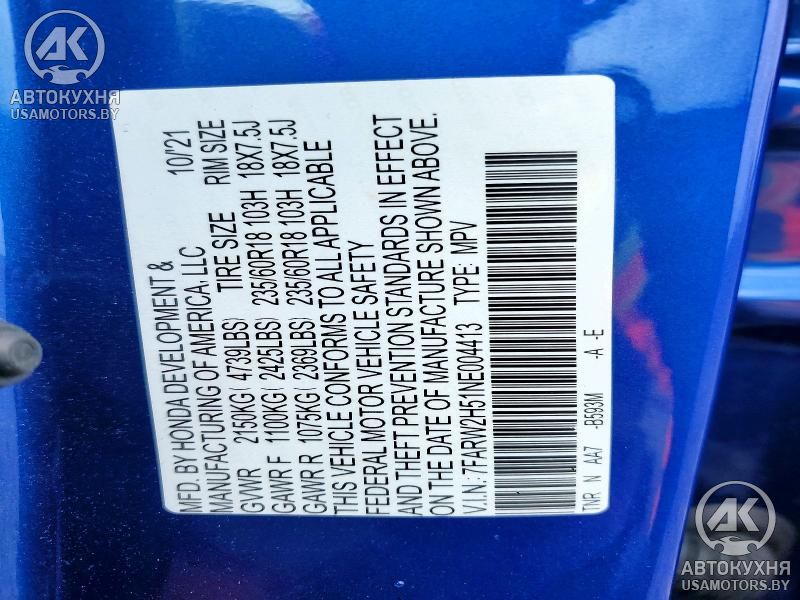 AK
АВТОКУХНЯ
USAMOTORS.BY
MFD. BY HONDA DEVELOPMENT & 10/'21
MANUFACTURING OF AMERICA, LLC
TIRE SIZE RIM SIZE
GVWR 2150KG 4739LBS
GAWR F 1100KG (2425LBS) 235/60R18 103H 18X7.5J
GAWR R 1075KG (2369LBS) 235/60R18 103H 18X7.5J
THIS VEHICLE CONFORMS TO ALL APPLICABLE
FEDERAL MOTOR VEHICLE SAFETY
AND THEFT PREVENTION STANDARDS IN EFFECT
ON THE DATE OF MANUFACTURE SHOWN ABOVE.
V.I.N.: 7FARW2H51NE004413 TYPE: MPV
TNR N AA7 -B593M -A -E
AK
АВТОКУХНЯ
USAMOTORS.BY